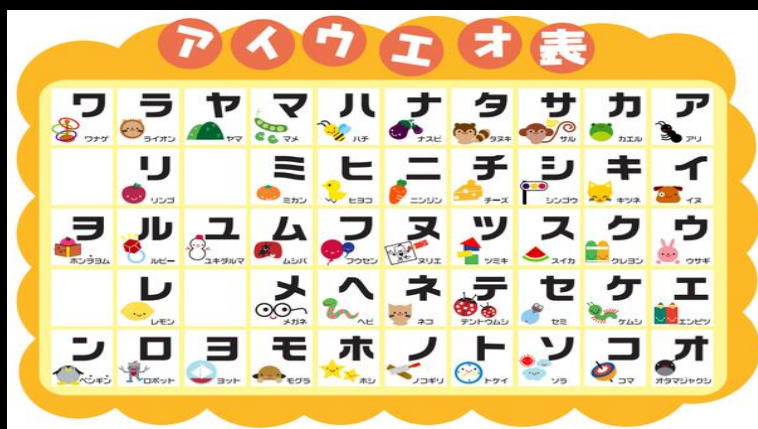 アイウエオ表
ワ ラ ヤ マ ハ ナ タ サ カ ア
ワナゲ ライオン ヤマ マメ ハチ ナスビ タヌキ サル カエル アリ
リ ミ ヒ ニ チ シ キ イ
リンゴ ミカン ヒヨコ ニンジン チーズ シンゴウ キツネ イヌ
ヲ ル ユ ム フ ヌ ツ ス ク ウ
ホンヲヨム ルビー ユキダルマ ムシバ フウセン ヌリエ ツミキ スイカ クレヨン ウサギ
レ メ ヘ ネ テ セ ケ エ
レモン メガネ ヘビ ネコ テントウムシ セミ ケムシ エンピツ
ン ロ ヨ モ ホ ノ ト ソ コ オ
ペンギン ロボット ヨット モグラ ホシ ノコギリ トケイ ソラ コマ オタマジャクシ